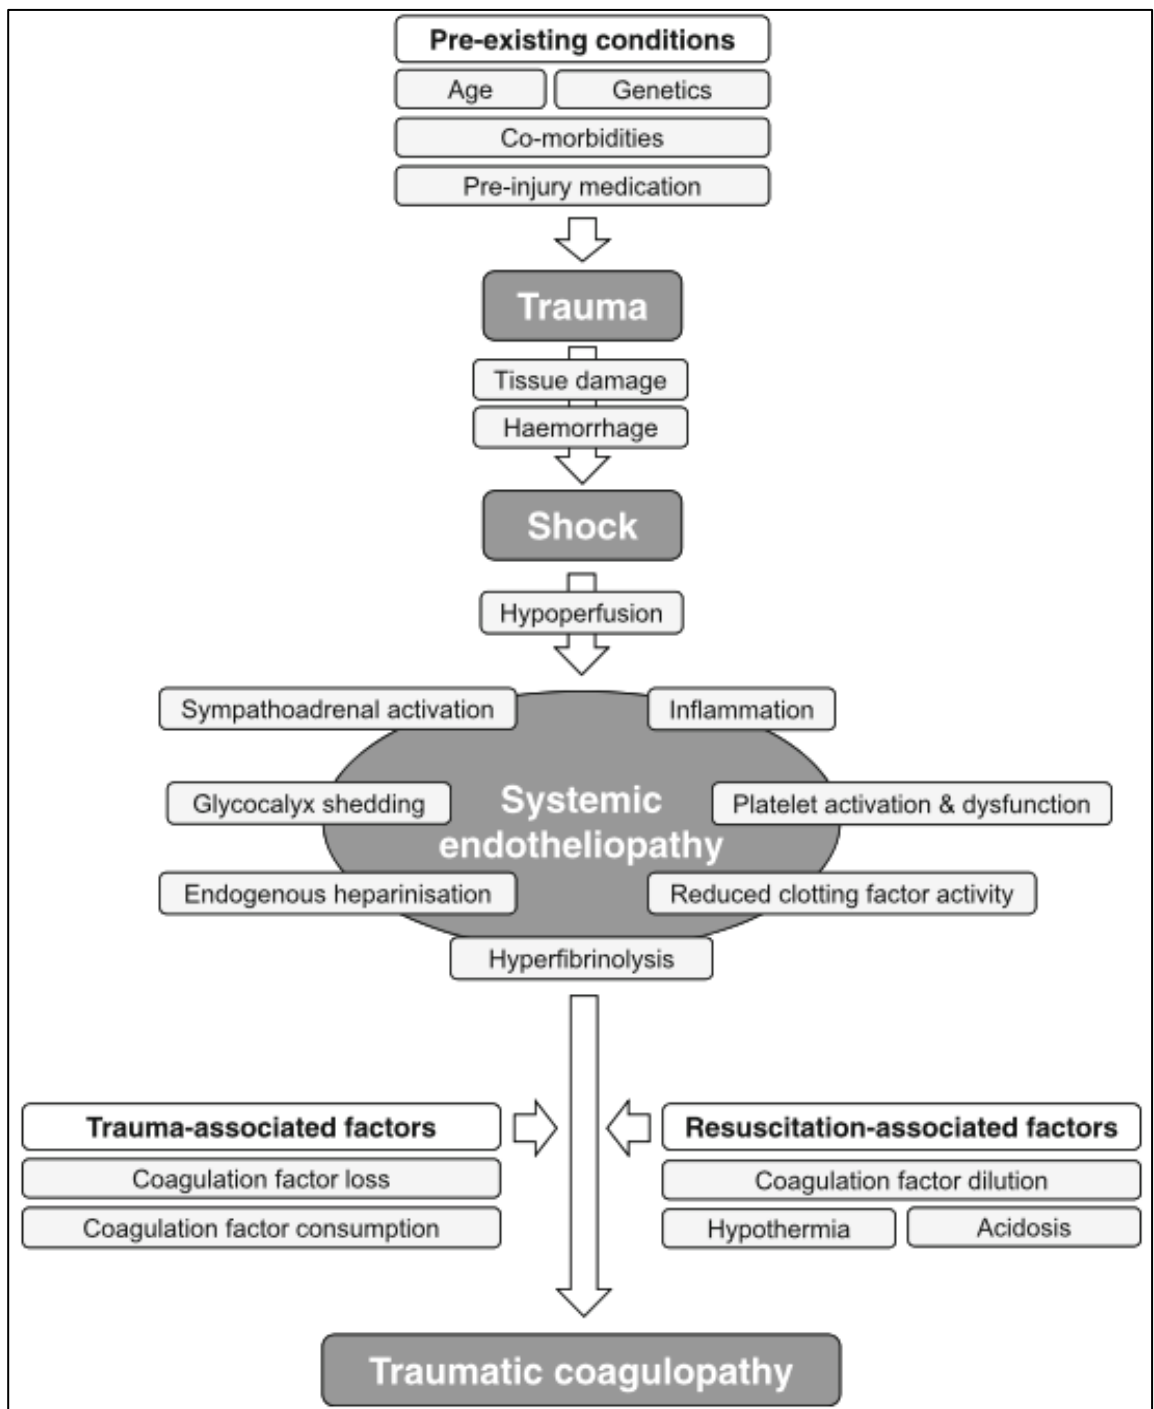 Pre-existing conditions
Age
Genetics
Co-morbidities
Pre-injury medication
Trauma
Tissue damage
Haemorrhage
Shock
Hypoperfusion
Sympathoadrenal activation
Inflammation
Glycocalyx shedding
Systemic
endotheliopathy
Platelet activation & dysfunction
Endogenous heparinisation
Reduced clotting factor activity
Hyperfibrinolysis
Trauma-associated factors
Coagulation factor loss
Coagulation factor consumption
Resuscitation-associated factors
Coagulation factor dilution
Hypothermia
Acidosis
Traumatic coagulopathy